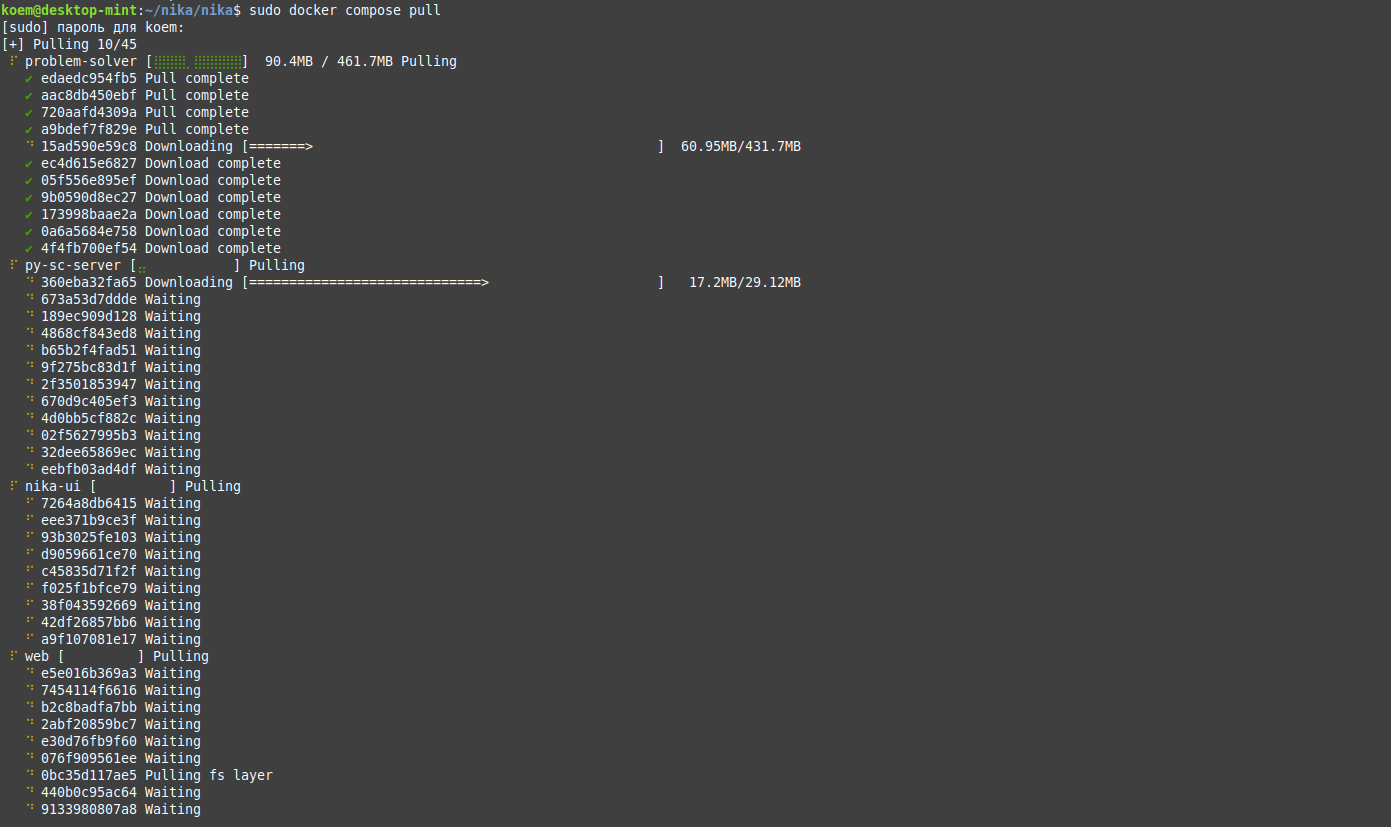 koem@desktop-mint:~/nika/nika$ sudo docker compose pull
[sudo] пароль для koem:
[+] Pulling 10/45
⠏ problem-solver [⣿⣿⣿⣿⣀⣿⣿⣿⣿⣿⣿] 90.4MB / 461.7MB Pulling
✔ edaedc954fb5 Pull complete
✔ aac8db450ebf Pull complete
✔ 720aafd4309a Pull complete
✔ a9bdef7f829e Pull complete
⠙ 15ad590e59c8 Downloading [=======> ] 60.95MB/431.7MB
✔ ec4d615e6827 Download complete
✔ 05f556e895ef Download complete
✔ 9b0590d8ec27 Download complete
✔ 173998baae2a Download complete
✔ 0a6a5684e758 Download complete
✔ 4f4fb700ef54 Download complete
⠏ py-sc-server [⣤ ] Pulling
⠙ 360eba32fa65 Downloading [=============================> ] 17.2MB/29.12MB
⠙ 673a53d7ddde Waiting
⠙ 189ec909d128 Waiting
⠙ 4868cf843ed8 Waiting
⠙ b65b2f4fad51 Waiting
⠙ 9f275bc83d1f Waiting
⠙ 2f3501853947 Waiting
⠙ 670d9c405ef3 Waiting
⠙ 4d0bb5cf882c Waiting
⠙ 02f5627995b3 Waiting
⠙ 32dee65869ec Waiting
⠙ eebfb03ad4df Waiting
⠏ nika-ui [ ] Pulling
⠋ 7264a8db6415 Waiting
⠋ eee371b9ce3f Waiting
⠋ 93b3025fe103 Waiting
⠋ d9059661ce70 Waiting
⠋ c45835d71f2f Waiting
⠋ f025f1bfce79 Waiting
⠋ 38f043592669 Waiting
⠋ 42df26857bb6 Waiting
⠋ a9f107081e17 Waiting
⠏ web [ ] Pulling
⠙ e5e016b369a3 Waiting
⠙ 7454114f6616 Waiting
⠙ b2c8badfa7bb Waiting
⠙ 2abf20859bc7 Waiting
⠙ e30d76fb9f60 Waiting
⠙ 076f909561ee Waiting
⠙ 0bc35d117ae5 Pulling fs layer
⠙ 440b0c95ac64 Waiting
⠙ 9133980807a8 Waiting